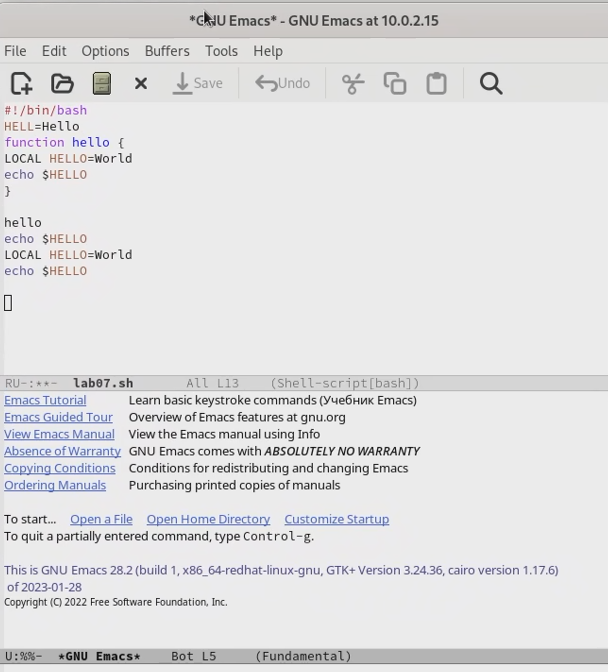 *GNU Emacs* - GNU Emacs at 10.0.2.15
File Edit Options Buffers Tools Help
Save Undo
#!/bin/bash
HELL=Hello
function hello {
LOCAL HELLO=World
echo $HELLO
}
hello
echo $HELLO
LOCAL HELLO=World
echo $HELLO
RU-:**- lab07.sh All L13 (Shell-script[bash])
Emacs Tutorial Learn basic keystroke commands (Учебник Emacs)
Emacs Guided Tour Overview of Emacs features at gnu.org
View Emacs Manual View the Emacs manual using Info
Absence of Warranty GNU Emacs comes with ABSOLUTELY NO WARRANTY
Copying Conditions Conditions for redistributing and changing Emacs
Ordering Manuals Purchasing printed copies of manuals
To start... Open a File Open Home Directory Customize Startup
To quit a partially entered command, type Control-g.
This is GNU Emacs 28.2 (build 1, x86_64-redhat-linux-gnu, GTK+ Version 3.24.36, cairo version 1.17.6)
of 2023-01-28
Copyright (C) 2022 Free Software Foundation, Inc.
U:%%- *GNU Emacs* Bot L5 (Fundamental)